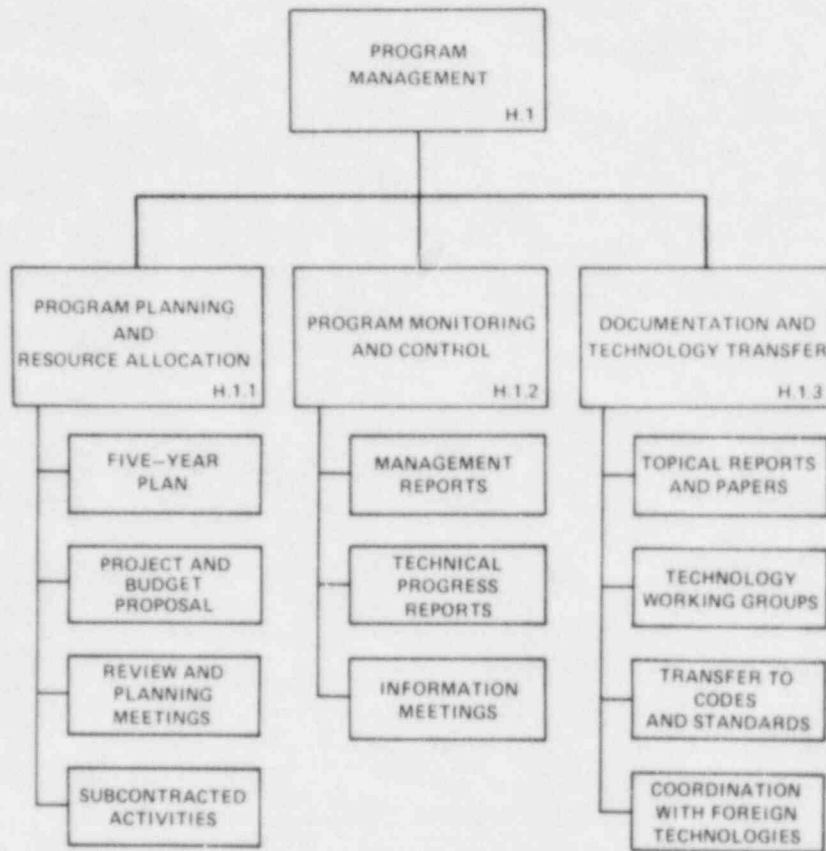 PROGRAM
MANAGEMENT
H.1
PROGRAM PLANNING
AND
RESOURCE ALLOCATION
H.1.1
FIVE-YEAR
PLAN
PROJECT AND
BUDGET
PROPOSAL
REVIEW AND
PLANNING
MEETINGS
SUBCONTRACTED
ACTIVITIES
PROGRAM MONITORING
AND CONTROL
H.1.2
MANAGEMENT
REPORTS
TECHNICAL
PROGRESS
REPORTS
INFORMATION
MEETINGS
DOCUMENTATION AND
TECHNOLOGY TRANSFER
H.1.3
TOPICAL REPORTS
AND PAPERS
TECHNOLOGY
WORKING GROUPS
TRANSFER TO
CODES
AND STANDARDS
COORDINATION
WITH FOREIGN
TECHNOLOGIES